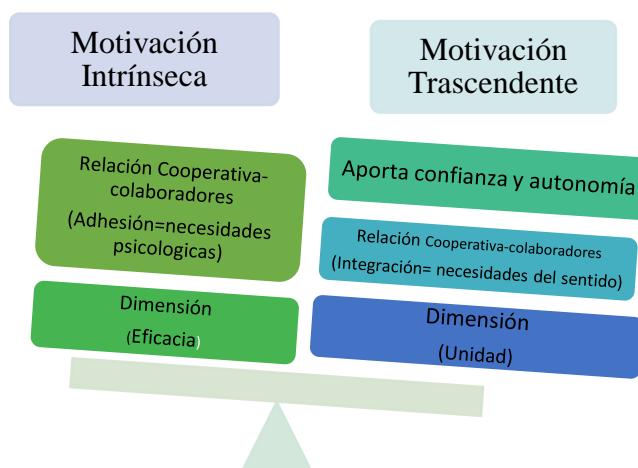 Motivación
Intrínseca
Motivación
Trascendente
Relación Cooperativa-
colaboradores
(Adhesión=necesidades
psicologicas)
Dimensión
(Eficacia)
Aporta confianza y autonomía
Relación Cooperativa-colaboradores
(Integración= necesidades del sentido)
Dimensión
(Unidad)